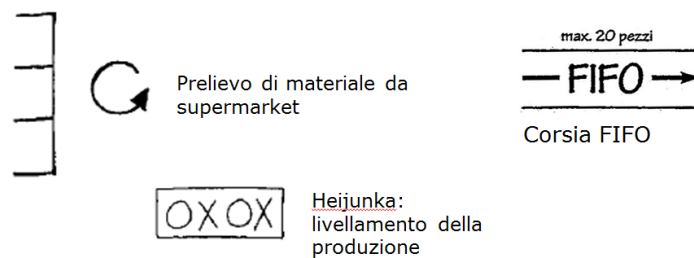 max. 20 pezzi
FIFO
Prelievo di materiale da
supermarket
Corsia FIFO
OXOX
Heijunka:
livellamento della
produzione